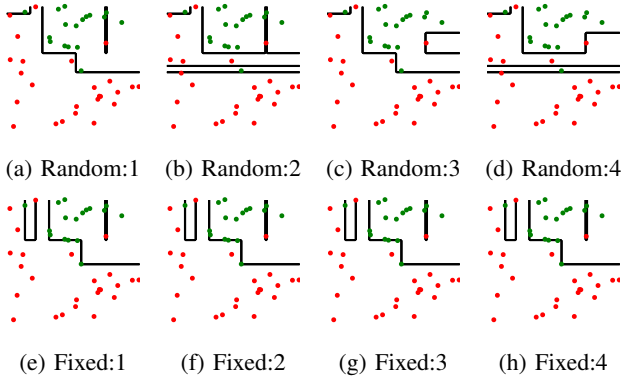 (a) Random:1 (b) Random:2 (c) Random:3 (d) Random:4
(e) Fixed:1 (f) Fixed:2 (g) Fixed:3 (h) Fixed:4